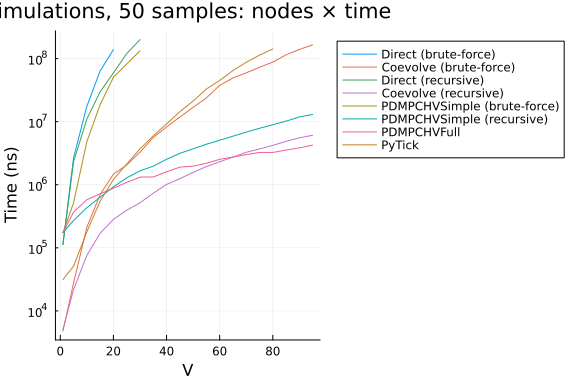 imulations, 50 samples: nodes × time
Time (ns)
10⁸
10⁷
10⁶
10⁵
10⁴
0 20 40 60 80
V
Direct (brute-force)
Coevolve (brute-force)
Direct (recursive)
Coevolve (recursive)
PDMPCHVSimple (brute-force)
PDMPCHVSimple (recursive)
PDMPCHVFull
PyTick